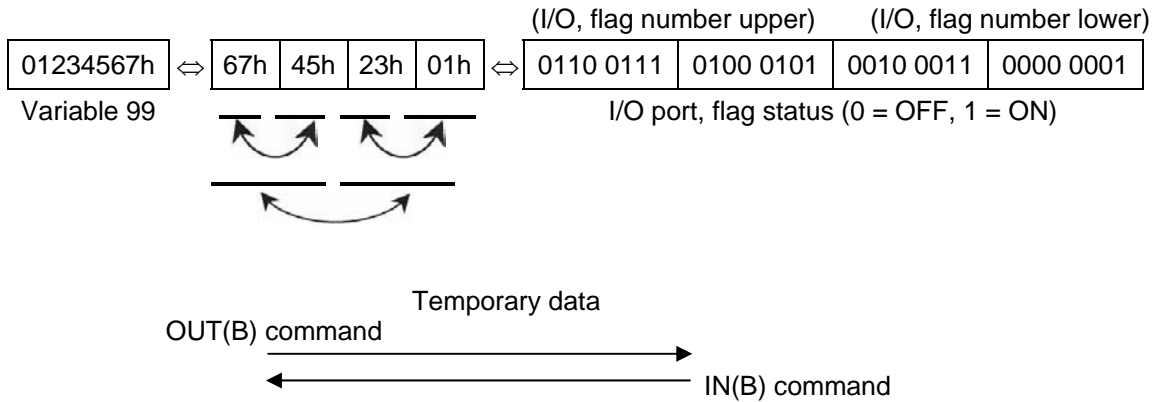 (I/O, flag number upper) (I/O, flag number lower)
01234567h ⇔ 67h 45h 23h 01h ⇔ 0110 0111 0100 0101 0010 0011 0000 0001
Variable 99 I/O port, flag status (0 = OFF, 1 = ON)
Temporary data
OUT(B) command
IN(B) command